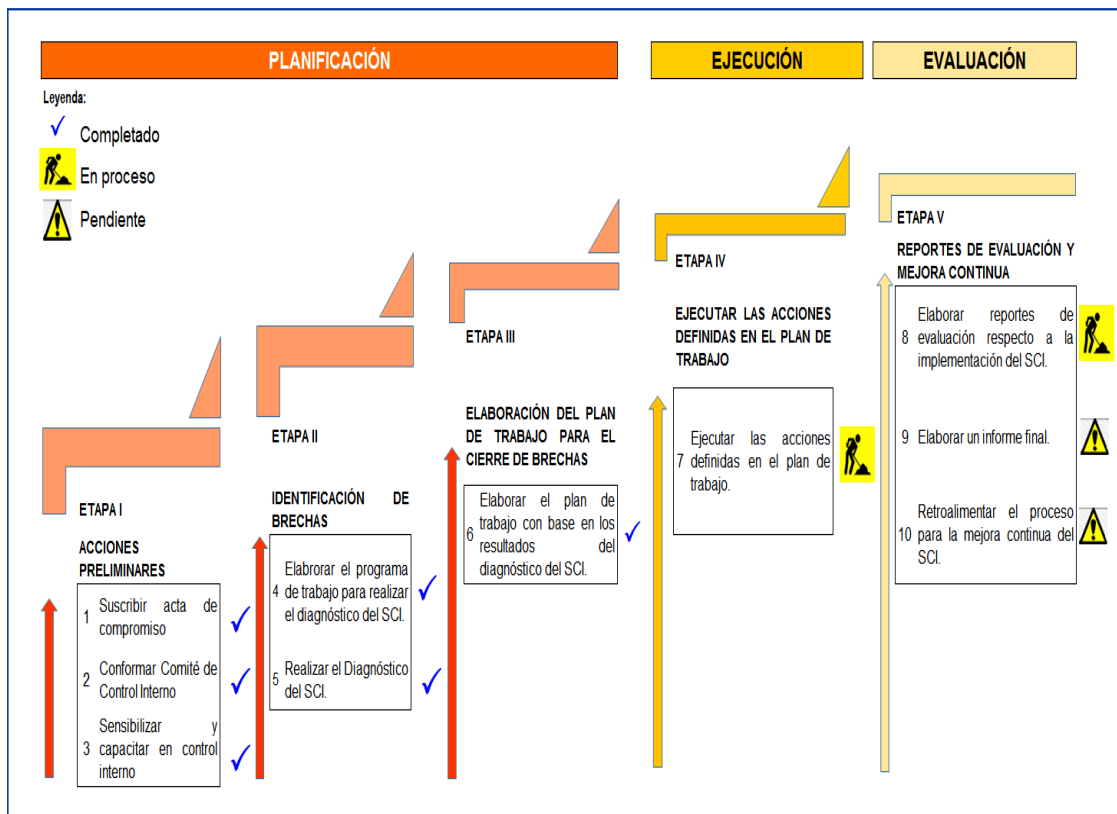 PLANIFICACIÓN
EJECUCIÓN
EVALUACIÓN
Leyenda:
Completado
En proceso
Pendiente
ETAPA I
ACCIONES
PRELIMINARES
1 Suscribir acta de
compromiso
2 Conformar Comité de
Control Interno
3 Sensibilizar y
capacitar en control
interno
ETAPA II
IDENTIFICACIÓN DE
BRECHAS
4 Elabrorar el programa
de trabajo para realizar
el diagnóstico del SCI.
5 Realizar el Diagnóstico
del SCI.
ETAPA III
ELABORACIÓN DEL PLAN
DE TRABAJO PARA EL
CIERRE DE BRECHAS
6 Elaborar el plan de
trabajo con base en los
resultados del
diagnóstico del SCI.
ETAPA IV
EJECUTAR LAS ACCIONES
DEFINIDAS EN EL PLAN DE
TRABAJO
7 Ejecutar las acciones
definidas en el plan de
trabajo.
ETAPA V
REPORTES DE EVALUACIÓN Y
MEJORA CONTINUA
8 Elaborar reportes de
evaluación respecto a la
implementación del SCI.
9 Elaborar un informe final.
10 Retroalimentar el proceso
para la mejora continua del
SCI.